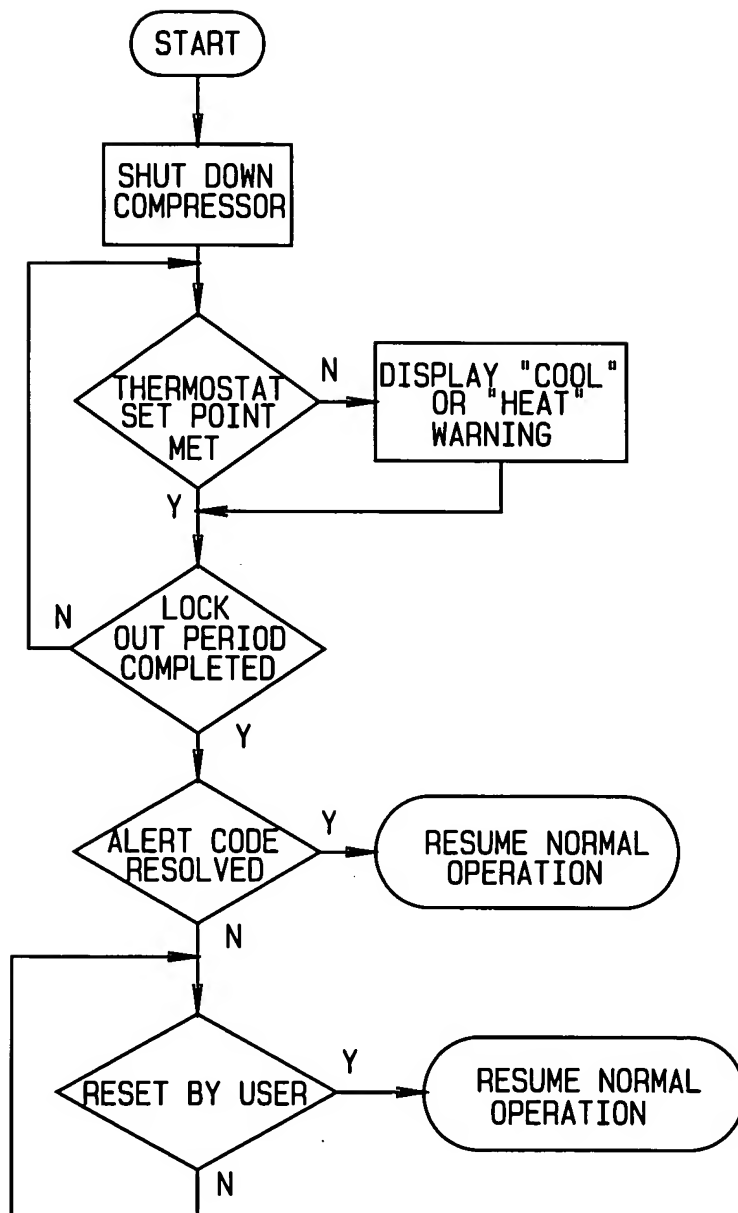 START
SHUT DOWN
COMPRESSOR
THERMOSTAT
SET POINT
MET
N
DISPLAY "COOL"
OR "HEAT"
WARNING
Y
LOCK
OUT PERIOD
COMPLETED
N
Y
ALERT CODE
RESOLVED
Y
RESUME NORMAL
OPERATION
N
RESET BY USER
Y
RESUME NORMAL
OPERATION
N